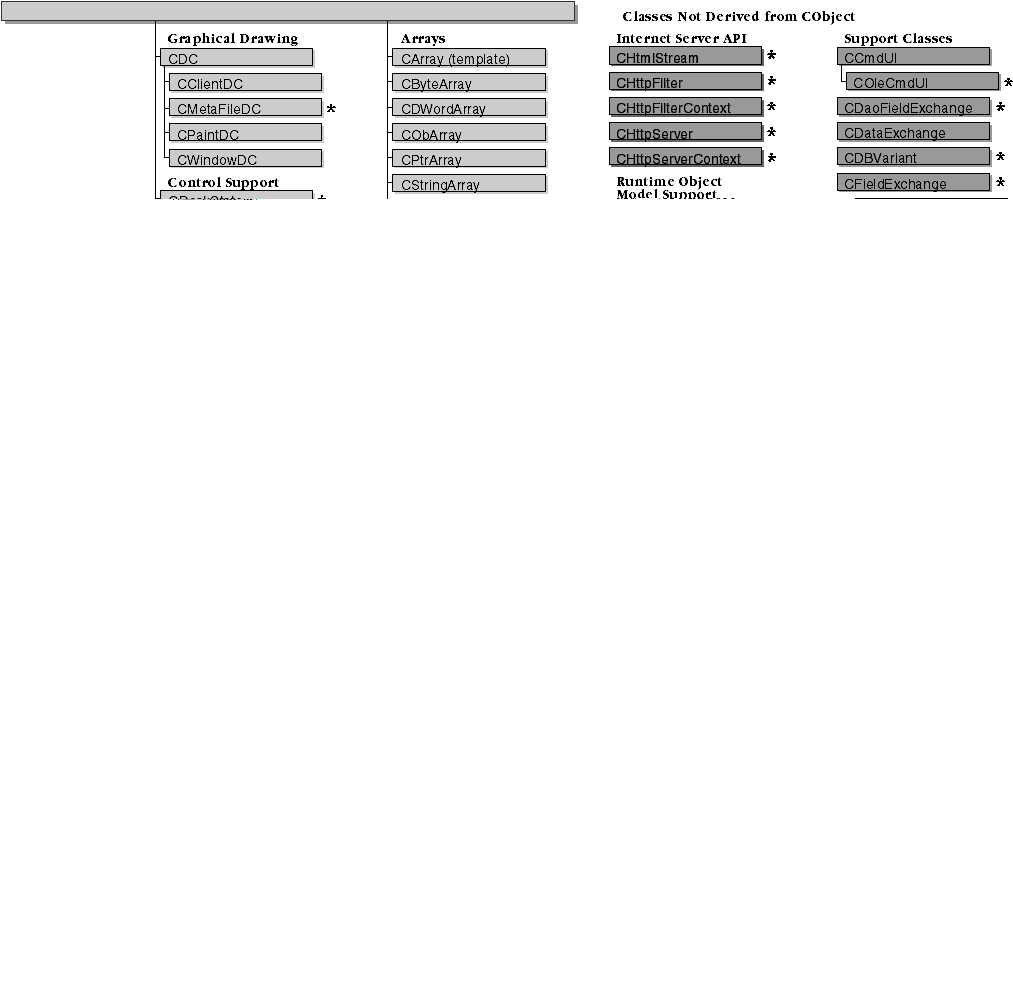 Classes Not Derived from CObject
Graphical Drawing
CDC
CClientDC
CMetaFileDC *
CPaintDC
CWindowDC
Control Support
Arrays
CArray (template)
CByteArray
CDWordArray
CObArray
CPtrArray
CStringArray
Internet Server API
CHtmlStream *
CHttpFilter *
CHttpFilterContext *
CHttpServer *
CHttpServerContext *
Runtime Object
Model Support
Support Classes
CCmdUI
COleCmdUI *
CDaoFieldExchange *
CDataExchange
CDBVariant *
CFieldExchange *